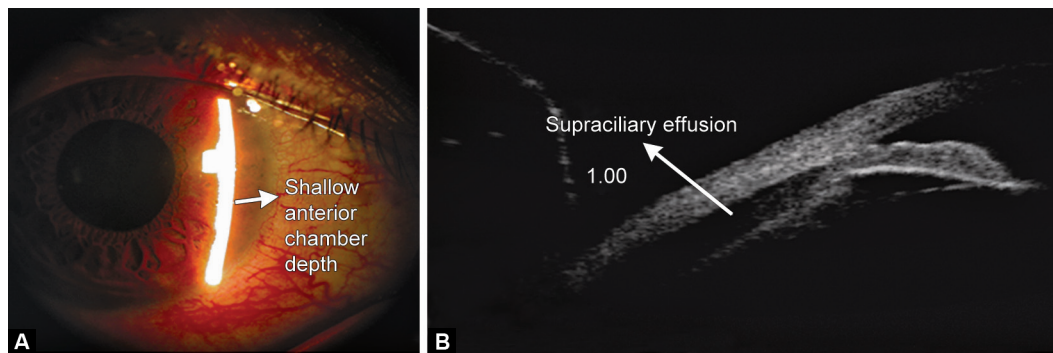 Shallow
anterior
chamber
depth
A
Supraciliary effusion
1.00
B